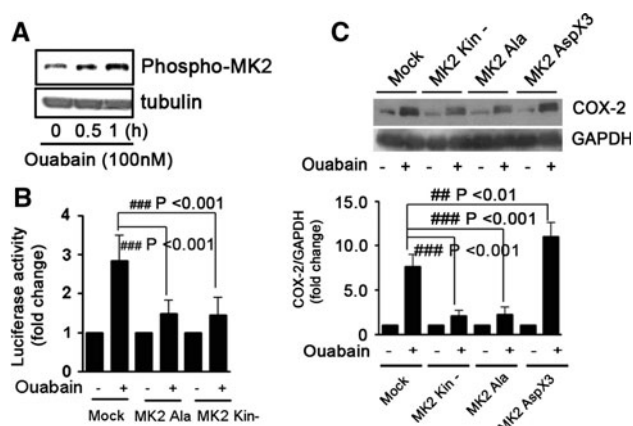 A
Phospho-MK2
tubulin
0 0.5 1 (h)
Ouabain (100nM)
B
### P <0.001
### P <0.001
Luciferase activity
(fold change)
4
3
2
1
0
Ouabain - + - + - +
Mock MK2 Ala MK2 Kin-
C
Mock MK2 Kin - MK2 Ala MK2 AspX3
COX-2
GAPDH
Ouabain - + - + - + - +
## P <0.01
### P <0.001
### P <0.001
COX-2/GAPDH
(fold change)
15.0
10.0
5.0
0
Ouabain - + - + - + - +
Mock MK2 Kin - MK2 Ala MK2 AspX3